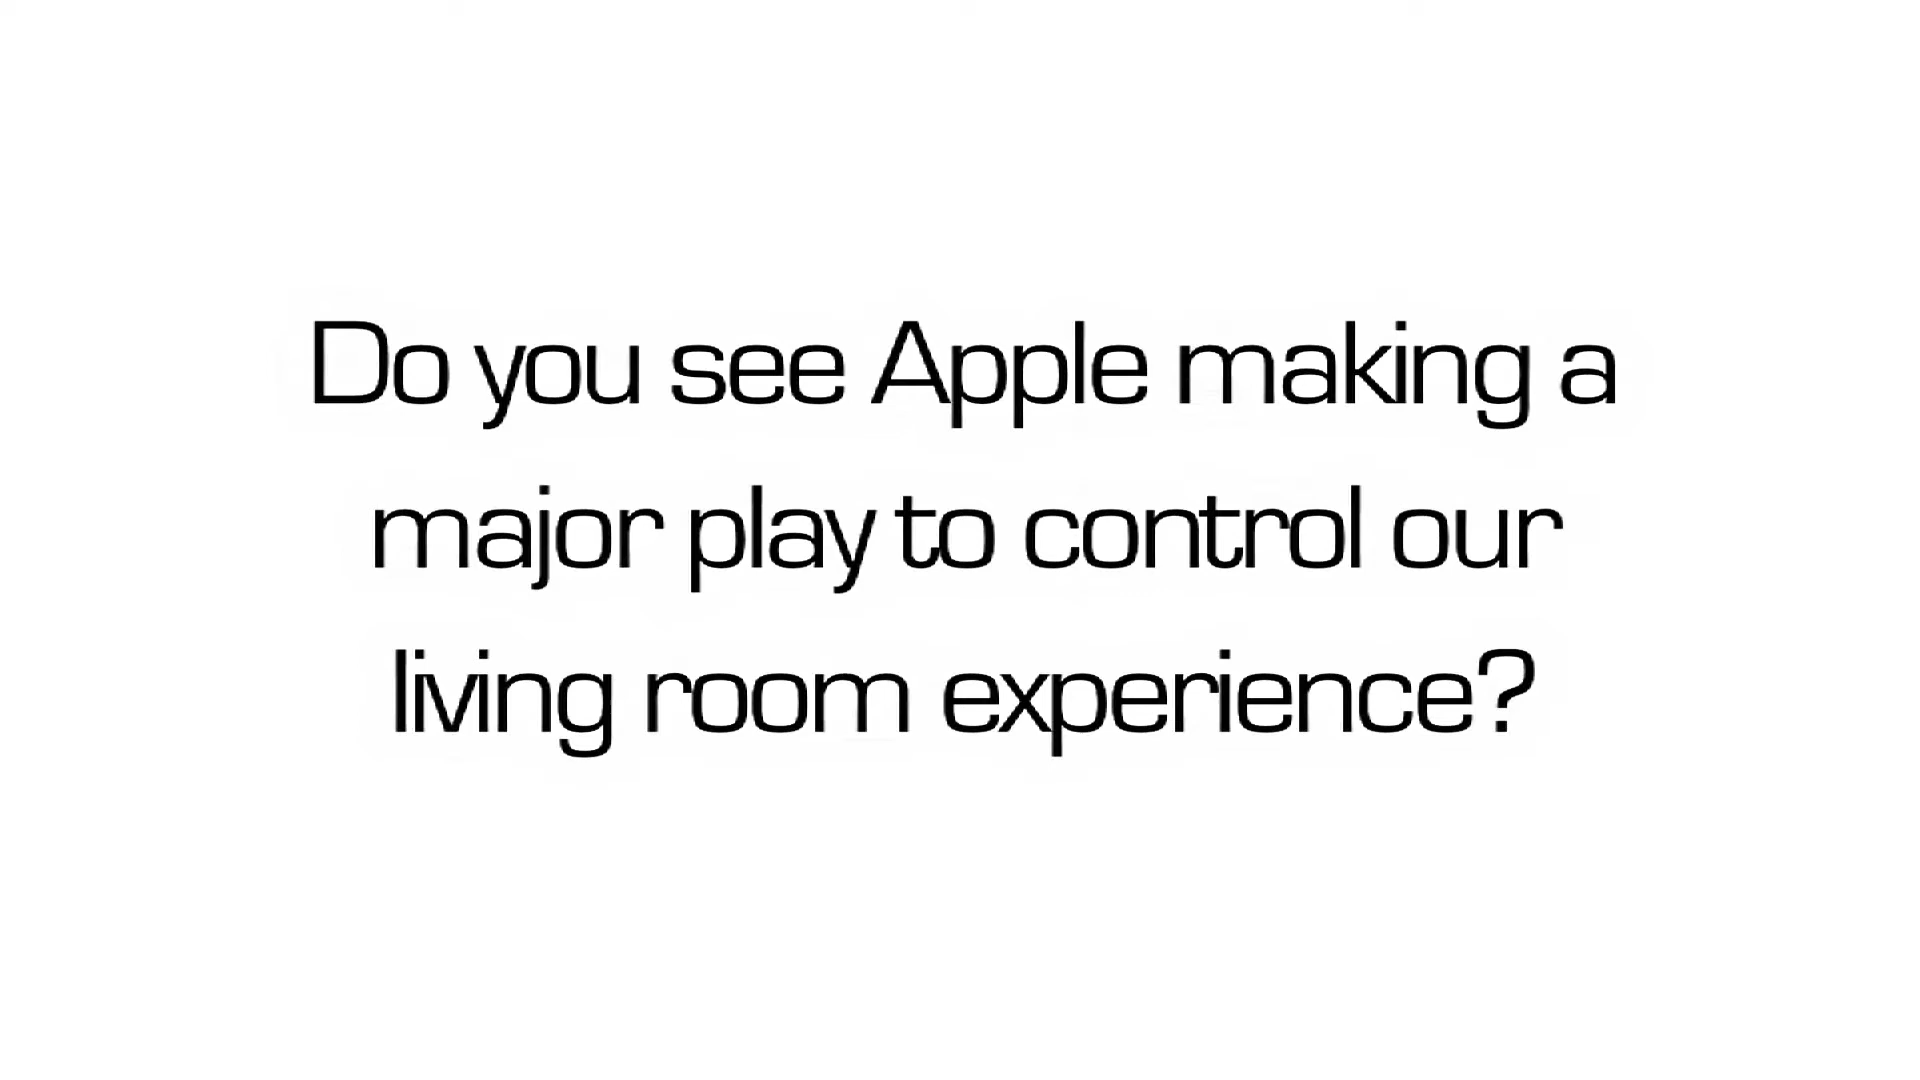 Do you see Apple making a
major play to control our
living room experience?